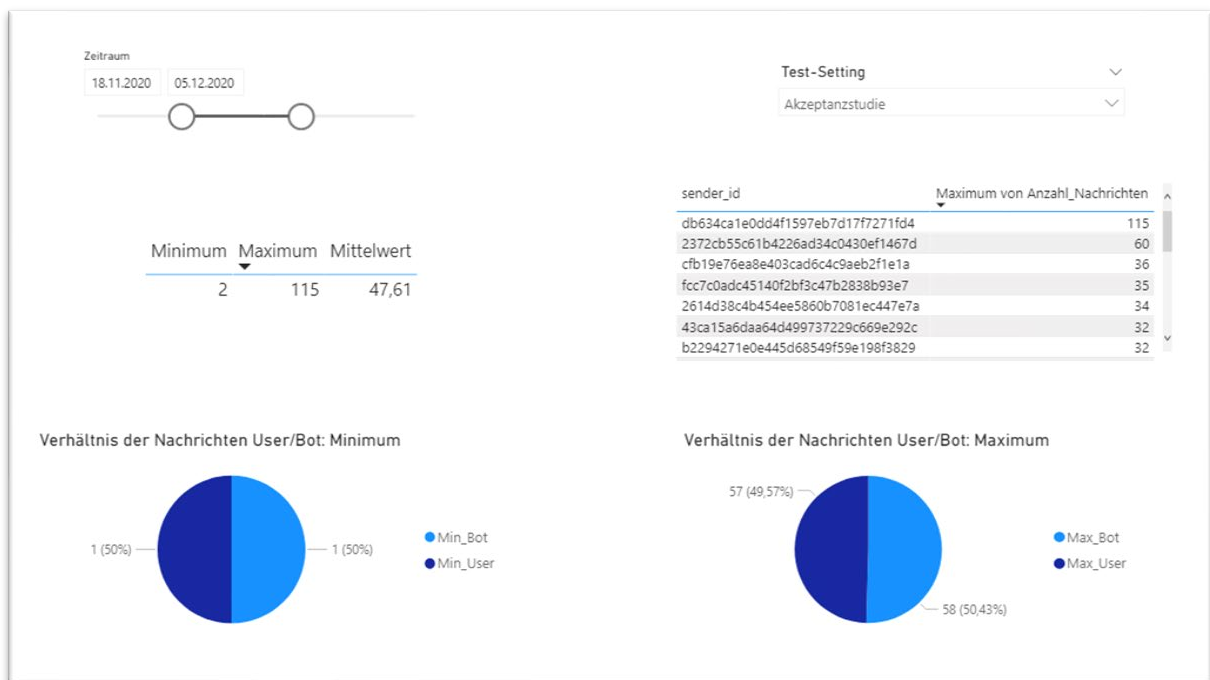 Zeitraum
18.11.2020 05.12.2020
Test-Setting
Akzeptanzstudie
Minimum Maximum Mittelwert
2 115 47,61
sender_id Maximum von Anzahl_Nachrichten
db634ca1e0dd4f1597eb7d17f7271fd4 115
2372cb55c61b4226ad34c0430ef1467d 60
cfb19e76ea8e403cad6c4c9aeb2f1e1a 36
fcc7c0adc45140f2bf3c47b2838b93e7 35
2614d38c4b454ee5860b7081ec447e7a 34
43ca15a6daa64d499737229c669e292c 32
b2294271e0e445d68549f59e198f3829 32
Verhältnis der Nachrichten User/Bot: Minimum
1 (50%) 1 (50%)
Min_Bot
Min_User
Verhältnis der Nachrichten User/Bot: Maximum
57 (49,57%)
Max_Bot
Max_User
58 (50,43%)